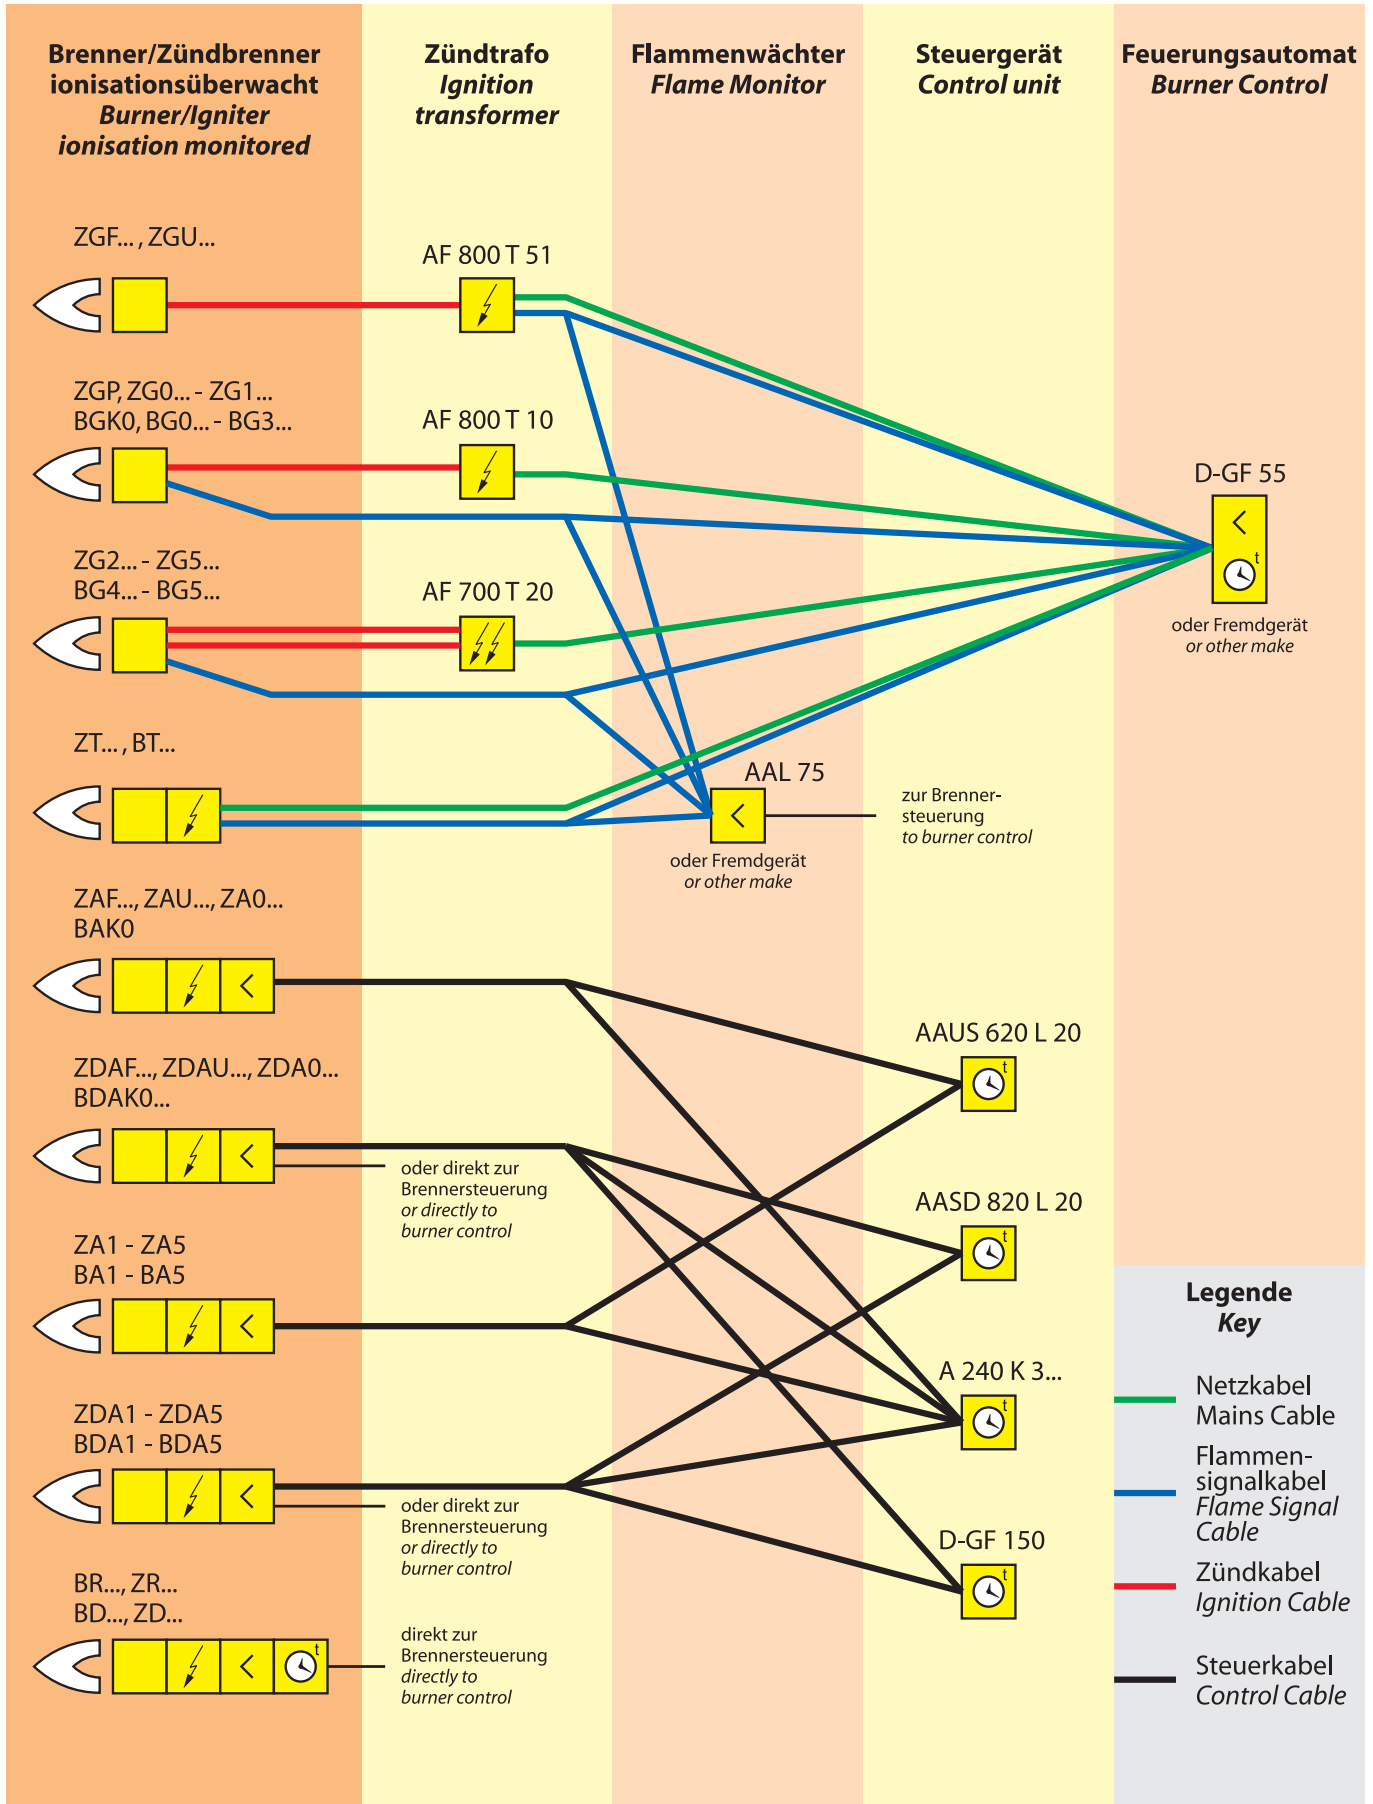 Brenner/Zündbrenner
ionisationsüberwacht
Burner/Igniter
ionisation monitored
Zündtrafo
Ignition
transformer
Flammenwächter
Flame Monitor
Steuergerät
Control unit
Feuerungsautomat
Burner Control
ZGF... , ZGU...
AF 800 T 51
ZGP, ZG0... - ZG1...
BGK0, BG0... - BG3...
AF 800 T 10
D-GF 55
t
oder Fremdgerät
or other make
ZG2... - ZG5...
BG4... - BG5...
AF 700 T 20
ZT... , BT...
AAL 75
oder Fremdgerät
or other make
zur Brenner-
steuerung
to burner control
ZAF..., ZAU..., ZA0...
BAK0
AAUS 620 L 20
t
ZDAF..., ZDAU..., ZDA0...
BDAK0...
oder direkt zur
Brennersteuerung
or directly to
burner control
AASD 820 L 20
t
ZA1 - ZA5
BA1 - BA5
A 240 K 3...
t
ZDA1 - ZDA5
BDA1 - BDA5
oder direkt zur
Brennersteuerung
or directly to
burner control
D-GF 150
t
BR..., ZR...
BD..., ZD...
t
direkt zur
Brennersteuerung
directly to
burner control
Legende
Key
Netzkabel
Mains Cable
Flammen-
signalkabel
Flame Signal
Cable
Zündkabel
Ignition Cable
Steuerkabel
Control Cable